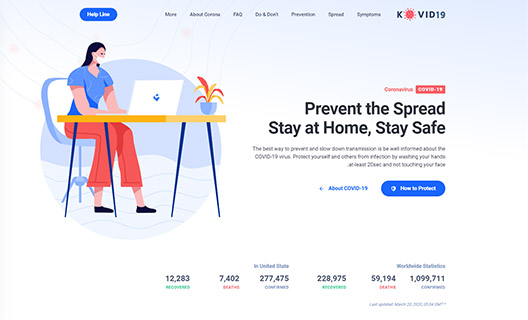 Help Line
More
About Corona
FAQ
Do & Don't
Prevention
Spread
Symptoms
K VID19
Coronavirus COVID-19
Prevent the Spread
Stay at Home, Stay Safe
The best way to prevent and slow down transmission is be well informed about the
COVID-19 virus. Protect yourself and others from infection by washing your hands
.at-least 20sec and not touching your face
About COVID-19
How to Protect
In United State
Worldwide Statistics
12,283
7,402
277,475
228,975
59,194
1,099,711
RECOVERED
DEATHS
CONFIRMED
RECOVERED
DEATHS
CONFIRMED
Last updated: March 20, 2020, 05:04 GMT